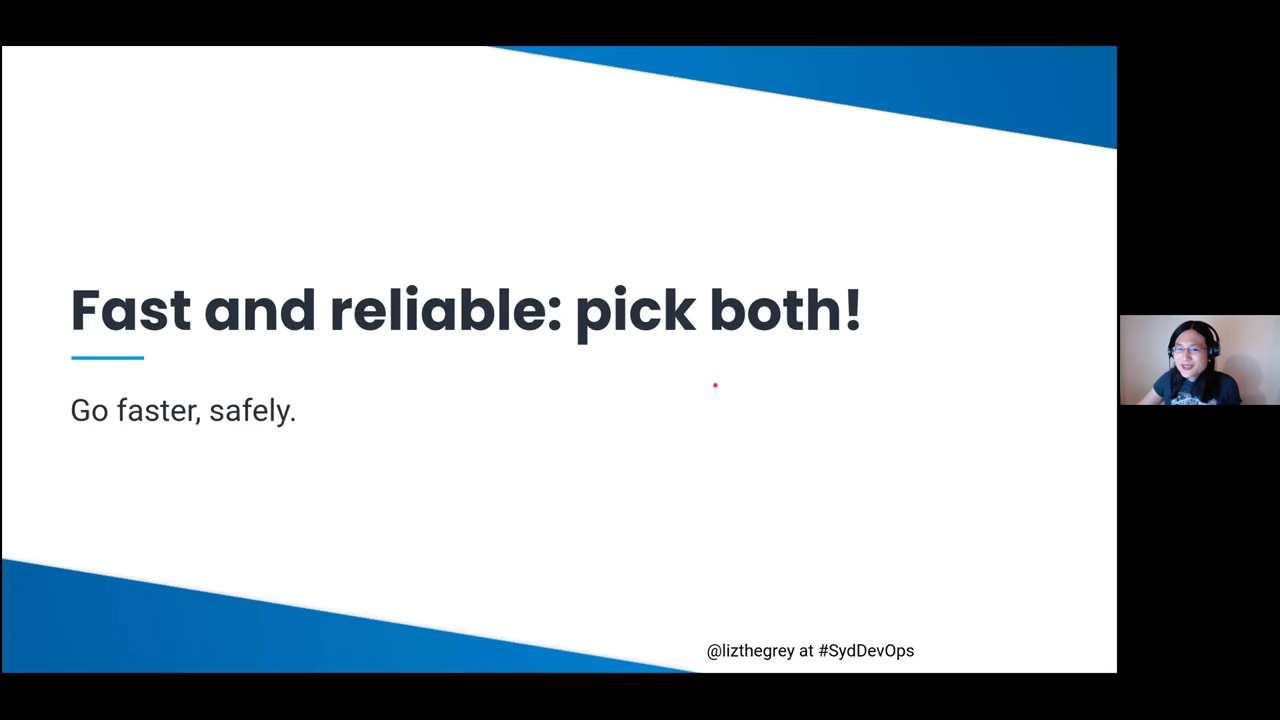 Fast and reliable: pick both!
Go faster, safely.
@lizthegrey at #SydDevOps